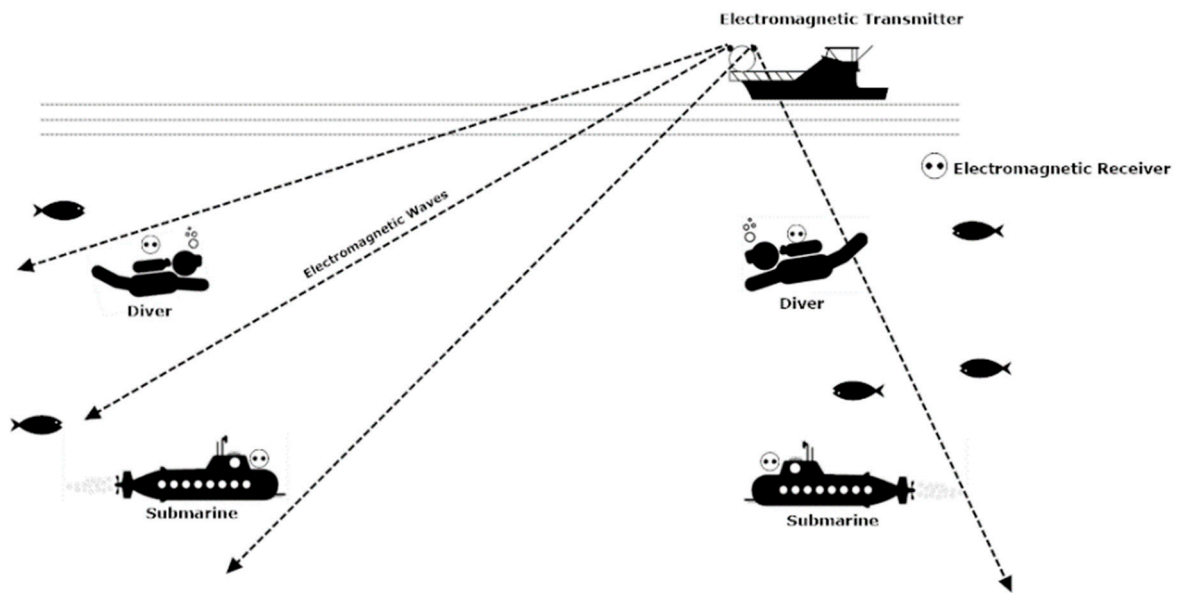 Electromagnetic Transmitter
Electromagnetic Receiver
Electromagnetic Waves
Diver
Diver
Submarine
Submarine